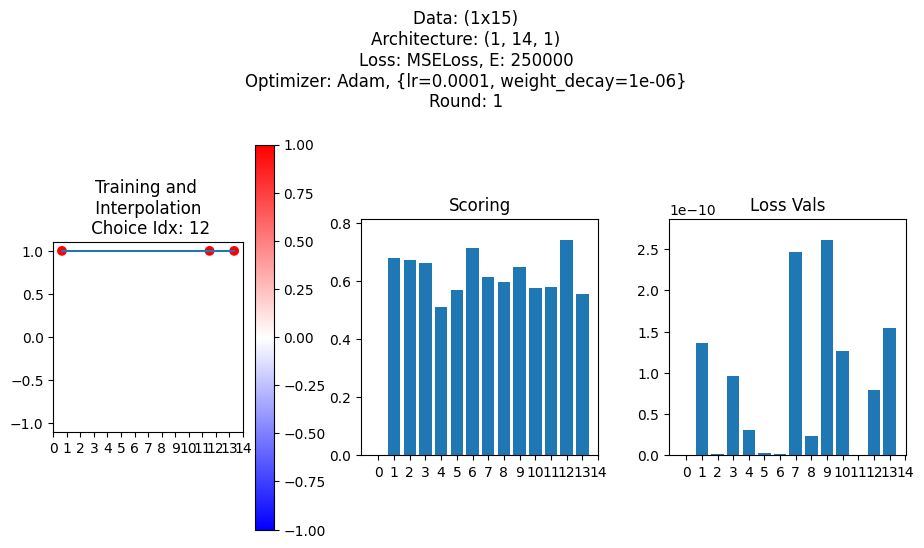 Data: (1x15)
Architecture: (1, 14, 1)
Loss: MSELoss, E: 250000
Optimizer: Adam, {lr=0.0001, weight_decay=1e-06}
Round: 1
Training and
Interpolation
Choice Idx: 12
1.0
0.5
0.0
−0.5
−1.0
0 1 2 3 4 5 6 7 8 9 10 11 12 13 14
1.00
0.75
0.50
0.25
0.00
−0.25
−0.50
−0.75
−1.00
Scoring
0.8
0.6
0.4
0.2
0.0
0 1 2 3 4 5 6 7 8 9 10 11 12 13 14
Loss Vals
1e−10
2.5
2.0
1.5
1.0
0.5
0.0
0 1 2 3 4 5 6 7 8 9 10 11 12 13 14